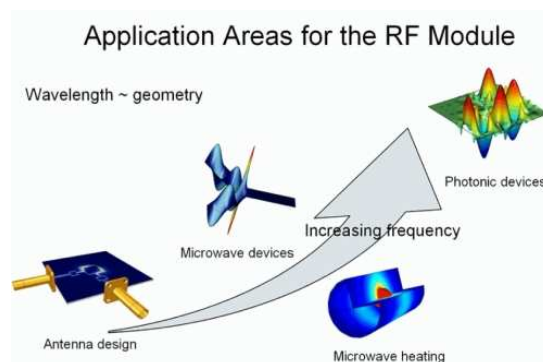 Application Areas for the RF Module
Wavelength ~ geometry
Photonic devices
Microwave devices
Increasing frequency
Antenna design
Microwave heating